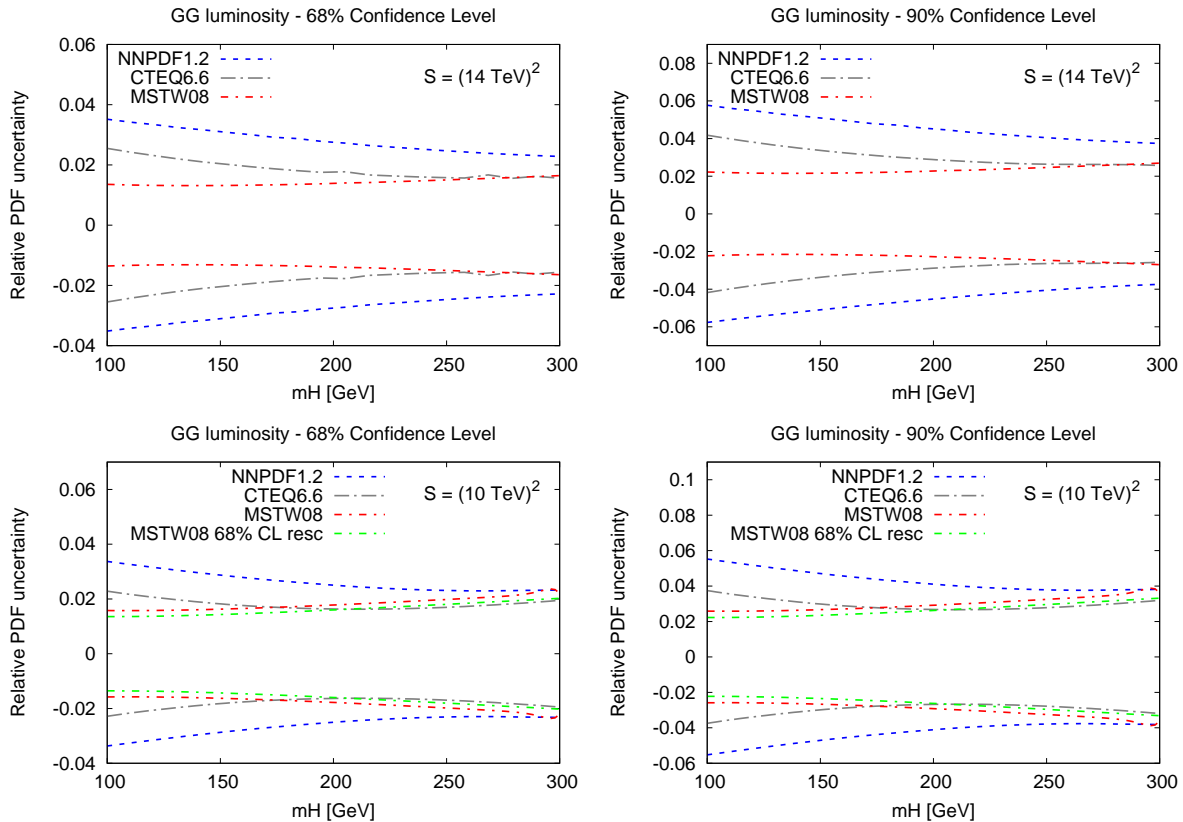 GG luminosity - 68% Confidence Level
0.06
0.04
0.02
0
-0.02
-0.04
Relative PDF uncertainty
NNPDF1.2
CTEQ6.6
MSTW08
S = (14 TeV)^2
100
150
200
250
300
mH [GeV]
GG luminosity - 90% Confidence Level
0.08
0.06
0.04
0.02
0
-0.02
-0.04
-0.06
Relative PDF uncertainty
NNPDF1.2
CTEQ6.6
MSTW08
S = (14 TeV)^2
100
150
200
250
300
mH [GeV]
GG luminosity - 68% Confidence Level
0.06
0.04
0.02
0
-0.02
-0.04
Relative PDF uncertainty
NNPDF1.2
CTEQ6.6
MSTW08
MSTW08 68% CL resc
S = (10 TeV)^2
100
150
200
250
300
mH [GeV]
GG luminosity - 90% Confidence Level
0.1
0.08
0.06
0.04
0.02
0
-0.02
-0.04
-0.06
Relative PDF uncertainty
NNPDF1.2
CTEQ6.6
MSTW08
MSTW08 68% CL resc
S = (10 TeV)^2
100
150
200
250
300
mH [GeV]